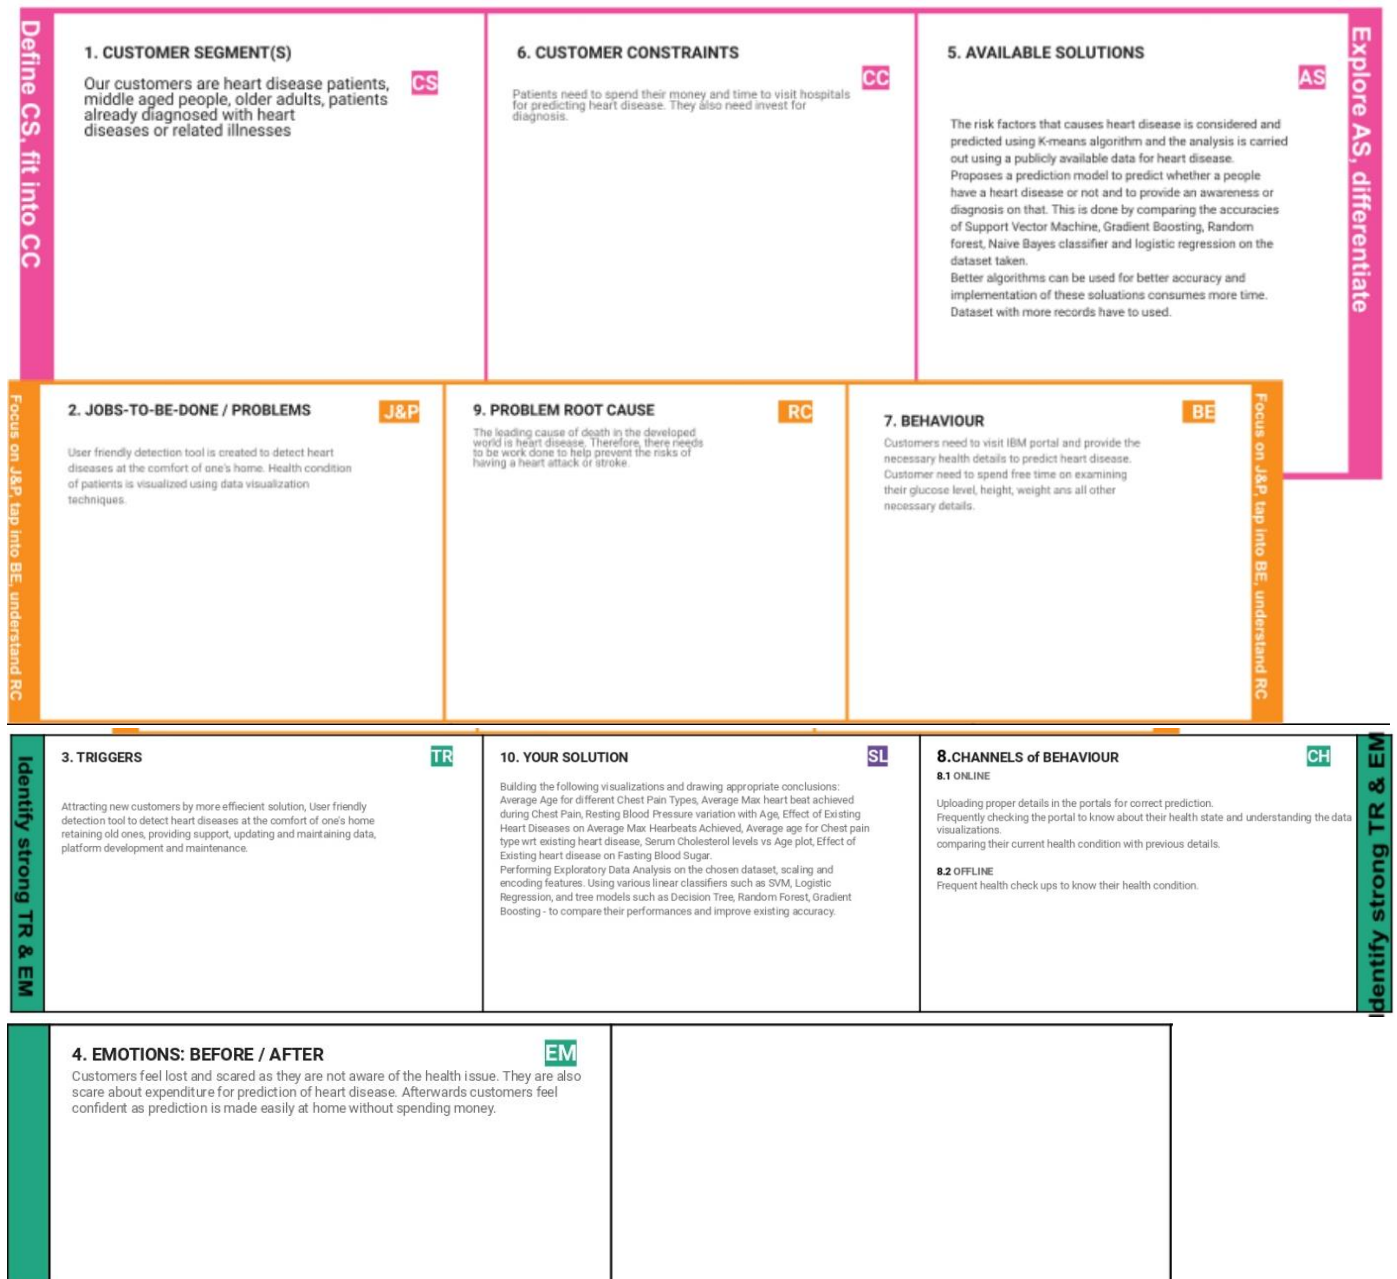 Define CS, fit into CC
1. CUSTOMER SEGMENT(S)
CS
Our customers are heart disease patients,
middle aged people, older adults, patients
already diagnosed with heart
diseases or related illnesses
6. CUSTOMER CONSTRAINTS
CC
Patients need to spend their money and time to visit hospitals
for predicting heart disease. They also need invest for
diagnosis.
5. AVAILABLE SOLUTIONS
AS
The risk factors that causes heart disease is considered and
predicted using K-means algorithm and the analysis is carried
out using a publicly available data for heart disease.
Proposes a prediction model to predict whether a people
have a heart disease or not and to provide an awareness or
diagnosis on that. This is done by comparing the accuracies
of Support Vector Machine, Gradient Boosting, Random
forest, Naive Bayes classifier and logistic regression on the
dataset taken.
Better algorithms can be used for better accuracy and
implementation of these soluations consumes more time.
Dataset with more records have to used.
Explore AS, differentiate
Focus on J&P, tap into BE, understand RC
2. JOBS-TO-BE-DONE / PROBLEMS
J&P
User friendly detection tool is created to detect heart
diseases at the comfort of one's home. Health condition
of patients is visualized using data visualization
techniques.
9. PROBLEM ROOT CAUSE
RC
The leading cause of death in the developed
world is heart disease. Therefore, there needs
to be work done to help prevent the risks of
having a heart attack or stroke.
7. BEHAVIOUR
BE
Customers need to visit IBM portal and provide the
necessary health details to predict heart disease.
Customer need to spend free time on examining
their glucose level, height, weight ans all other
necessary details.
Focus on J&P, tap into BE, understand RC
Identify strong TR & EM
3. TRIGGERS
TR
Attracting new customers by more effiecient solution, User friendly
detection tool to detect heart diseases at the comfort of one's home
retaining old ones, providing support, updating and maintaining data,
platform development and maintenance.
10. YOUR SOLUTION
SL
Building the following visualizations and drawing appropriate conclusions:
Average Age for different Chest Pain Types, Average Max heart beat achieved
during Chest Pain, Resting Blood Pressure variation with Age, Effect of Existing
Heart Diseases on Average Max Hearbeats Achieved, Average age for Chest pain
type wrt existing heart disease, Serum Cholesterol levels vs Age plot, Effect of
Existing heart disease on Fasting Blood Sugar.
Performing Exploratory Data Analysis on the chosen dataset, scaling and
encoding features. Using various linear classifiers such as SVM, Logistic
Regression, and tree models such as Decision Tree, Random Forest, Gradient
Boosting - to compare their performances and improve existing accuracy.
8.CHANNELS of BEHAVIOUR
CH
8.1 ONLINE
Uploading proper details in the portals for correct prediction.
Frequently checking the portal to know about their health state and understanding the data
visualizations.
comparing their current health condition with previous details.
8.2 OFFLINE
Frequent health check ups to know their health condition.
Identify strong TR & EM
4. EMOTIONS: BEFORE / AFTER
EM
Customers feel lost and scared as they are not aware of the health issue. They are also
scare about expenditure for prediction of heart disease. Afterwards customers feel
confident as prediction is made easily at home without spending money.